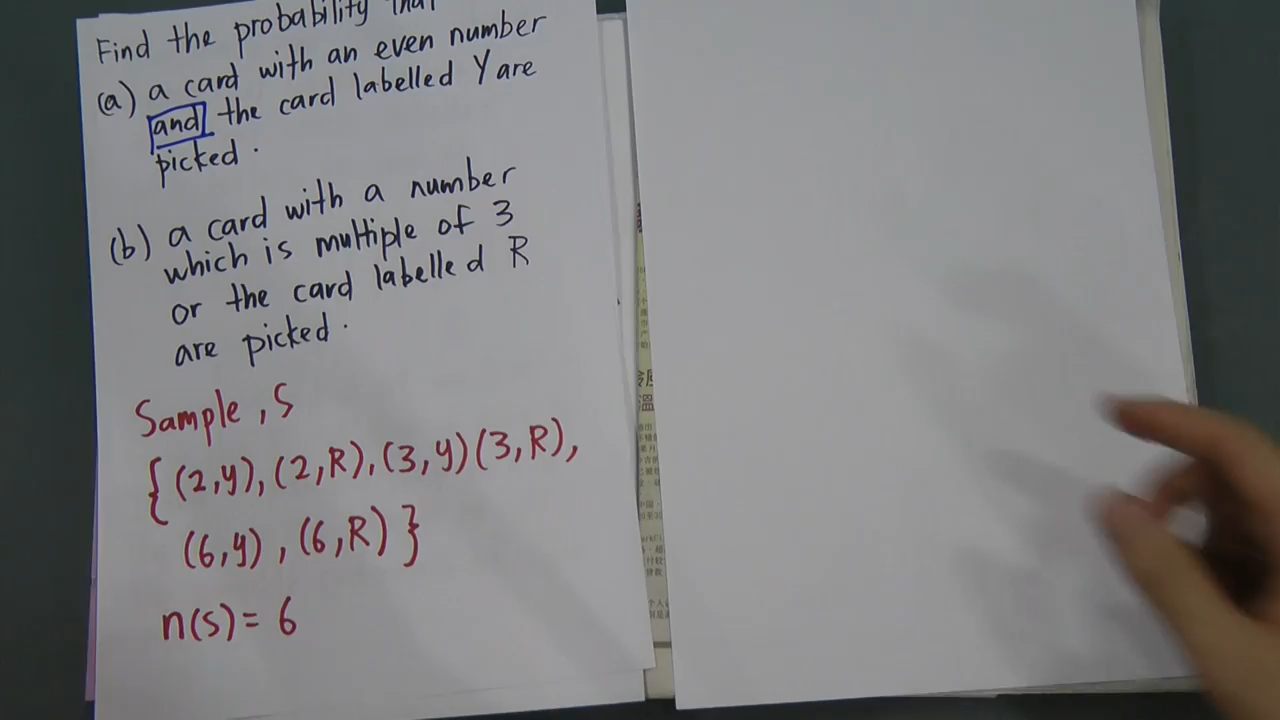 Find the probability that
(a) a card with an even number
and the card labelled Y are
picked.
(b) a card with a number
which is multiple of 3
or the card labelled R
are picked.
Sample, S
{(2,y), (2,R), (3,y)(3,R),
(6,y), (6,R)}
n(s) = 6